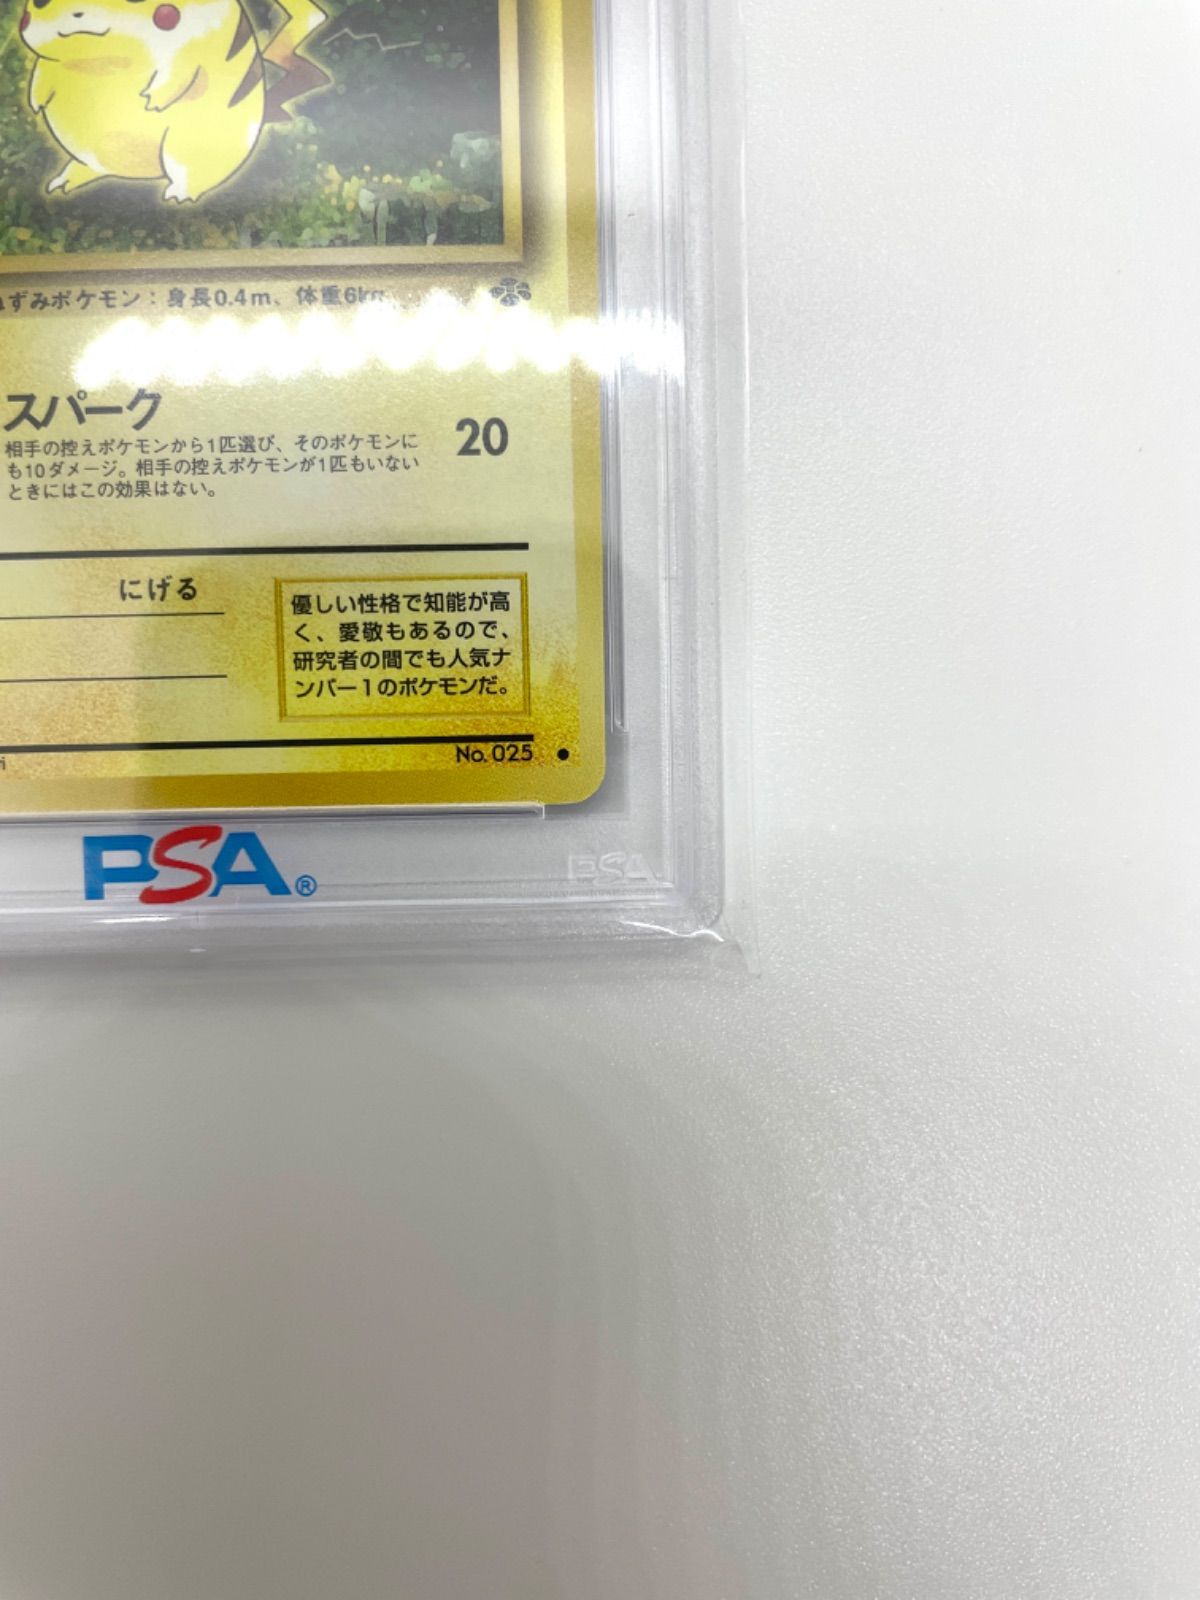 ねずみポケモン：身長0.4m、体重6kg
スパーク
20
相手の控えポケモンから1匹選び、そのポケモンに
も10ダメージ。相手の控えポケモンが1匹もいない
ときにはこの効果はない。
にげる
優しい性格で知能が高
く、愛敬もあるので、
研究者の間でも人気ナ
ンバー1のポケモンだ。
No. 025 ●
PSA®
PSA